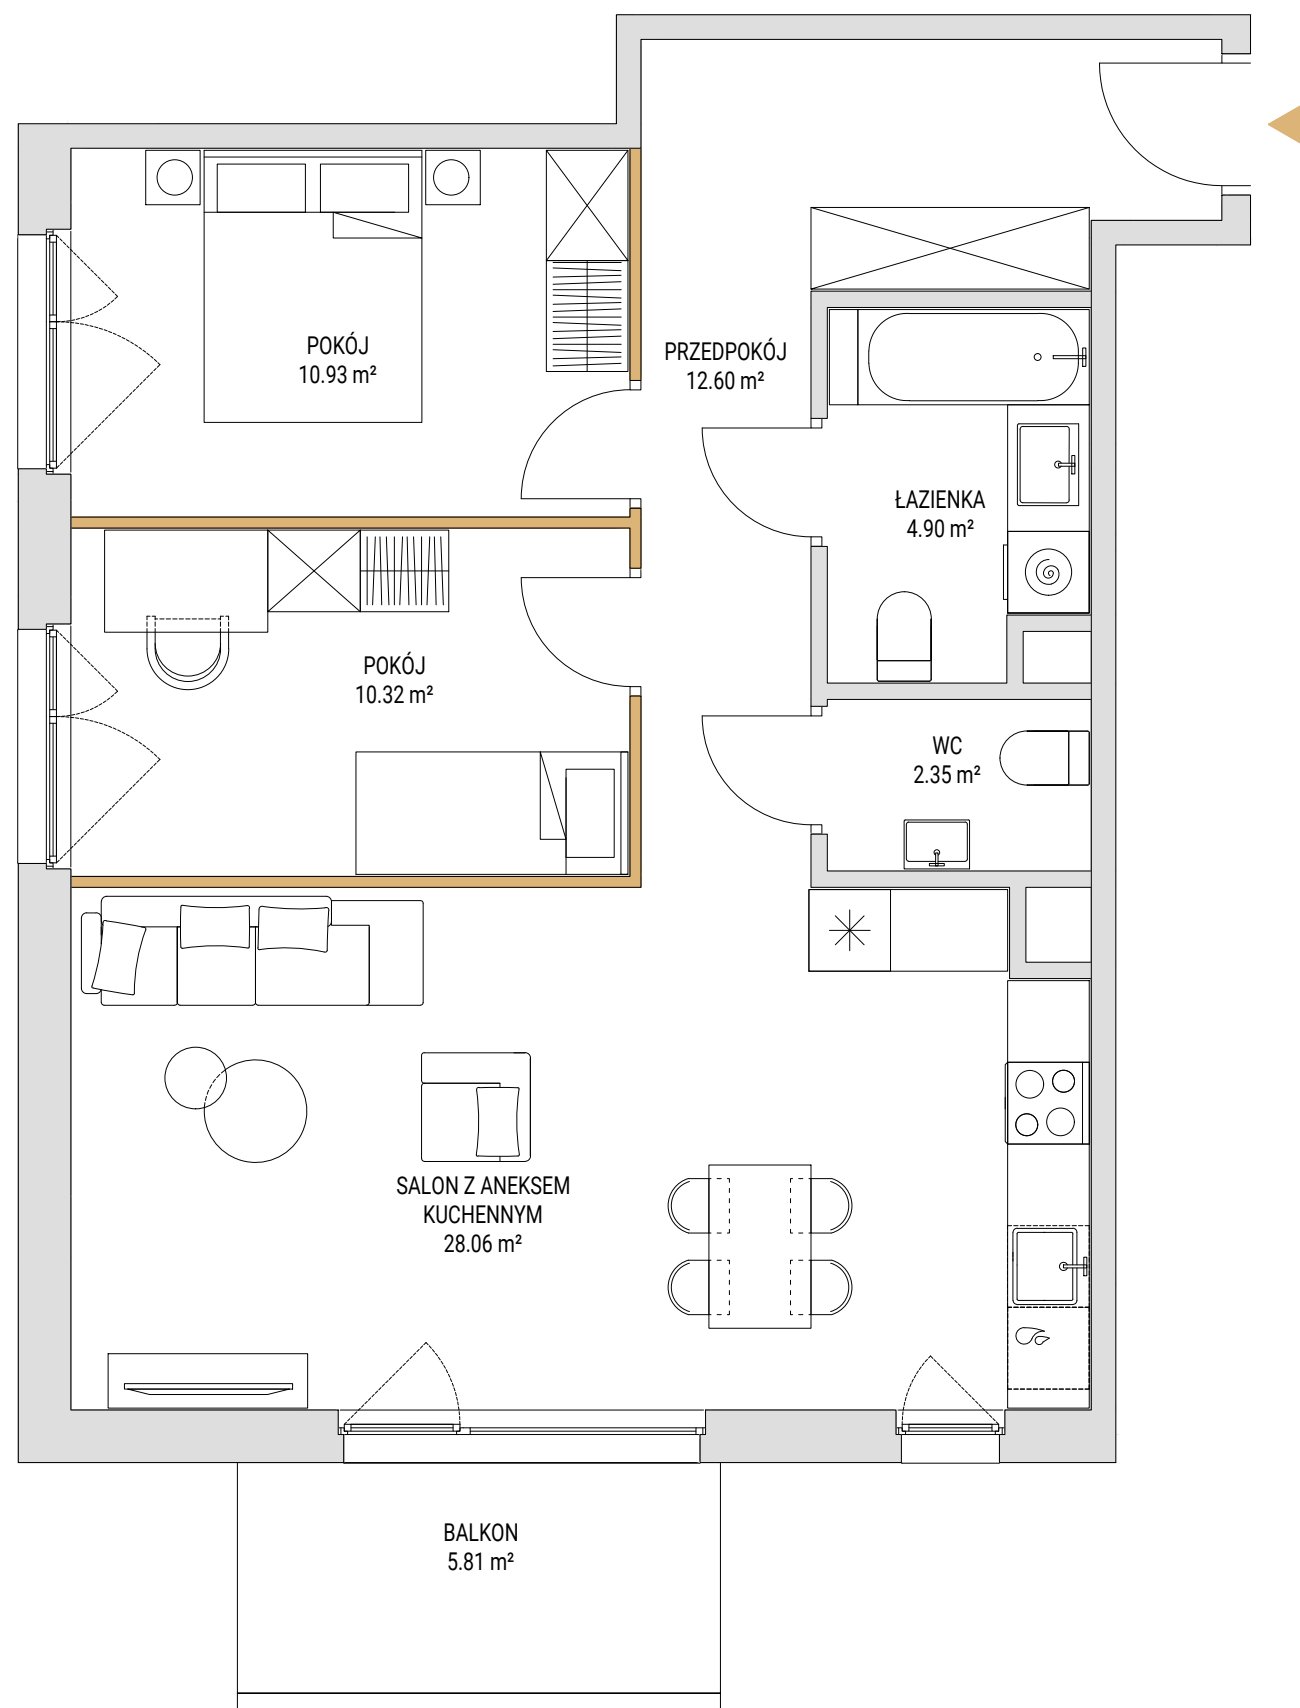 POKÓJ
10.93 m²
PRZEDPOKÓJ
12.60 m²
ŁAZIENKA
4.90 m²
POKÓJ
10.32 m²
WC
2.35 m²
SALON Z ANEKSEM
KUCHENNYM
28.06 m²
BALKON
5.81 m²